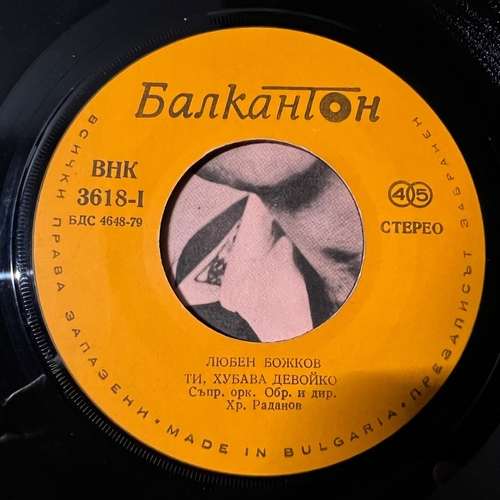 Балкантон
ВНК
3618-I
БДС 4648-79
45
СТЕРЕО
ЛЮБЕН БОЖКОВ
ТИ, ХУБАВА ДЕВОЙКО
Съпр. орк. Обр. и дир.
Хр. Раданов
ВСИЧКИ ПРАВА ЗАПАЗЕНИ • MADE IN BULGARIA • ПРЕЗАПИСЪТ ЗАБРАНЕН